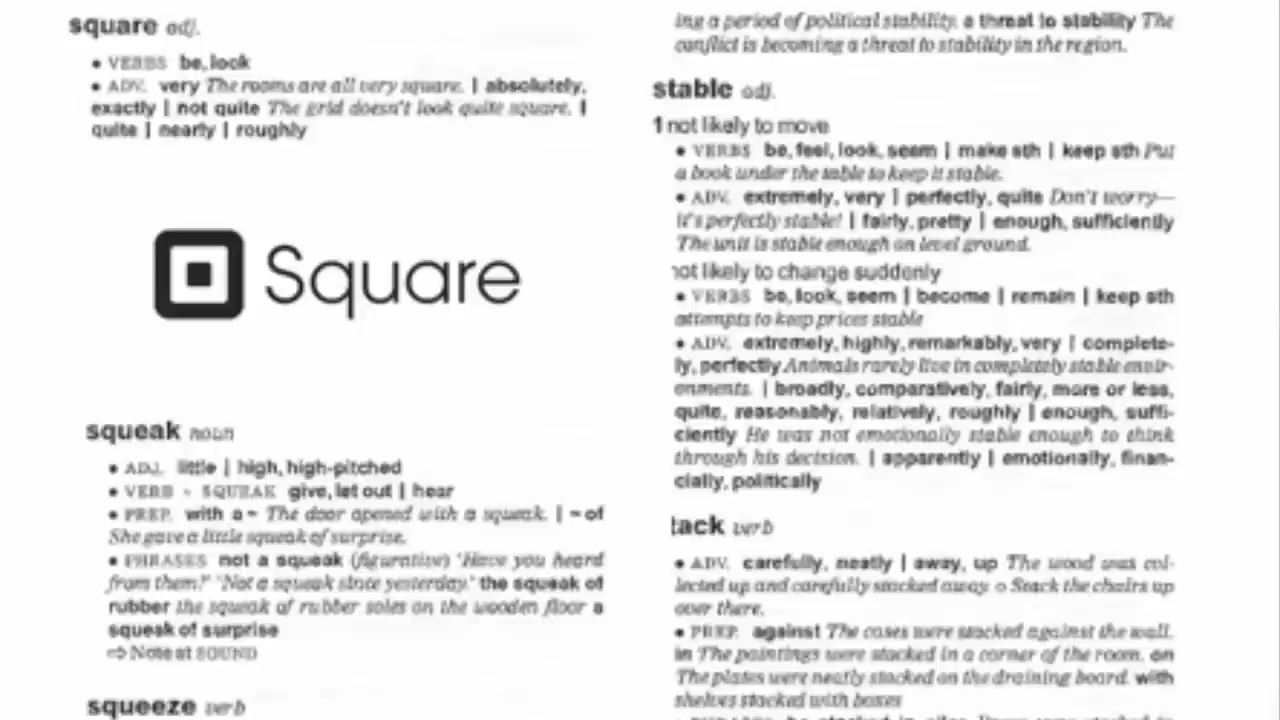 square adj.
• VERBS be, look
• ADV. very The rooms are all very square. | absolutely,
exactly | not quite The grid doesn't look quite square. |
quite | nearly | roughly
Square
squeak noun
• ADJ. little | high, high-pitched
• VERB + SQUEAK give, let out | hear
• PREP. with a ~ The door opened with a squeak. | ~ of
She gave a little squeak of surprise.
• PHRASES not a squeak (figurative) 'Have you heard
from them?' 'Not a squeak since yesterday.' the squeak of
rubber the squeak of rubber soles on the wooden floor a
squeak of surprise
⇨ Note at SOUND
squeeze verb
ing a period of political stability. a threat to stability The
conflict is becoming a threat to stability in the region.
stable adj.
1 not likely to move
• VERBS be, feel, look, seem | make sth | keep sth Put
a book under the table to keep it stable.
• ADV. extremely, very | perfectly, quite Don't worry—
it's perfectly stable! | fairly, pretty | enough, sufficiently
The unit is stable enough on level ground.
not likely to change suddenly
• VERBS be, look, seem | become | remain | keep sth
attempts to keep prices stable
• ADV. extremely, highly, remarkably, very | complete-
ly, perfectly Animals rarely live in completely stable envir-
onments. | broadly, comparatively, fairly, more or less,
quite, reasonably, relatively, roughly | enough, suffi-
ciently He was not emotionally stable enough to think
through his decision. | apparently | emotionally, finan-
cially, politically
tack verb
• ADV. carefully, neatly | away, up The wood was col-
lected up and carefully stacked away. o Stack the chairs up
over there.
• PREP. against The cases were stacked against the wall.
in The paintings were stacked in a corner of the room. on
The plates were neatly stacked on the draining board. with
shelves stacked with boxes